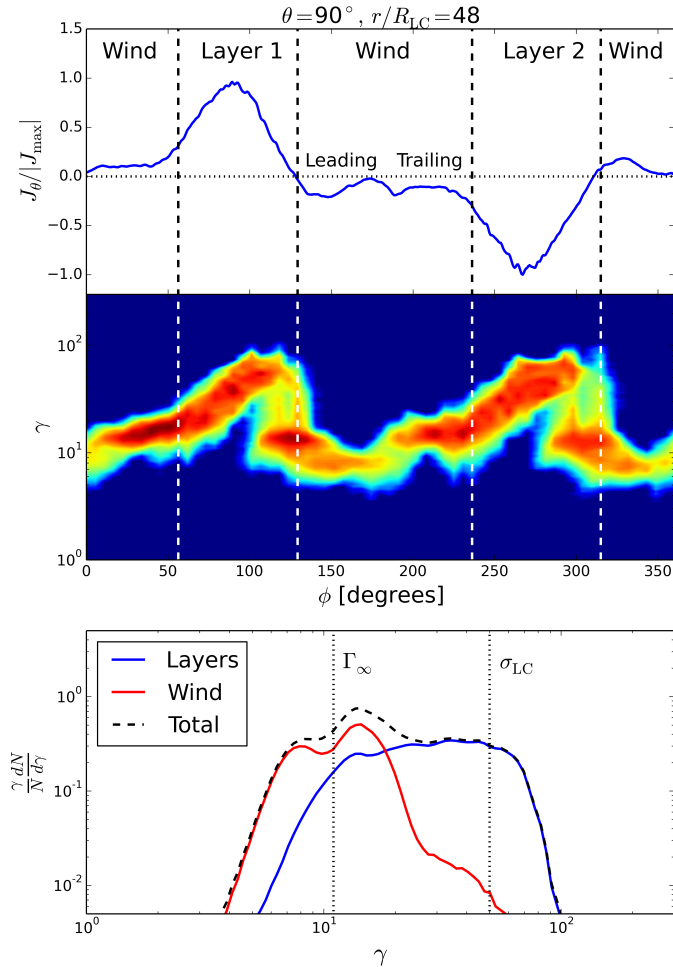 θ=90°, r/R_LC=48
Wind Layer 1 Wind Layer 2 Wind
Leading Trailing
J_θ/|J_max|
1.5
1.0
0.5
0.0
−0.5
−1.0
γ
10^2
10^1
10^0
0 50 100 150 200 250 300 350
ϕ [degrees]
Layers
Wind
Total
Γ_∞
σ_LC
γ/N dN/dγ
10^0
10^-1
10^-2
10^0 10^1 10^2
γ